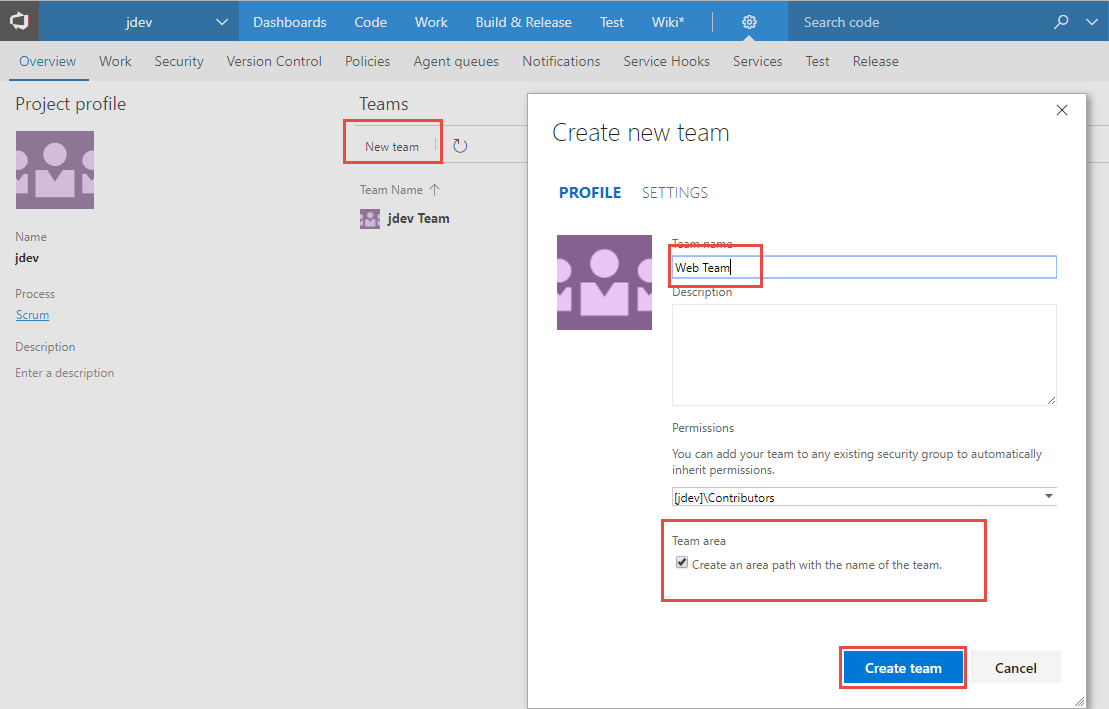 jdev Dashboards Code Work Build & Release Test Wiki* Search code
Overview Work Security Version Control Policies Agent queues Notifications Service Hooks Services Test Release
Project profile
Name
jdev
Process
Scrum
Description
Enter a description
Teams
New team
Team Name
jdev Team
Create new team
PROFILE SETTINGS
Team name
Web Team
Description
Permissions
You can add your team to any existing security group to automatically
inherit permissions.
[jdev]\Contributors
Team area
Create an area path with the name of the team.
Create team Cancel